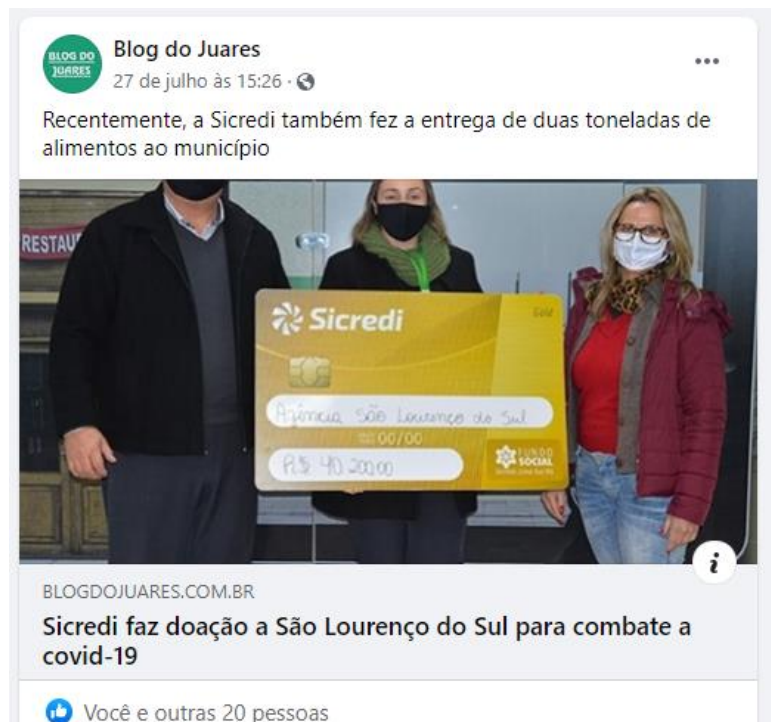 BLOG DO
JUARES
Blog do Juares
27 de julho às 15:26
Recentemente, a Sicredi também fez a entrega de duas toneladas de
alimentos ao município
RESTAU
Sicredi
Gold
Agência São Lourenço do Sul
00/00
R$ 40.200,00
FUNDO
SOCIAL
BLOGDOJUARES.COM.BR
Sicredi faz doação a São Lourenço do Sul para combate a
covid-19
Você e outras 20 pessoas